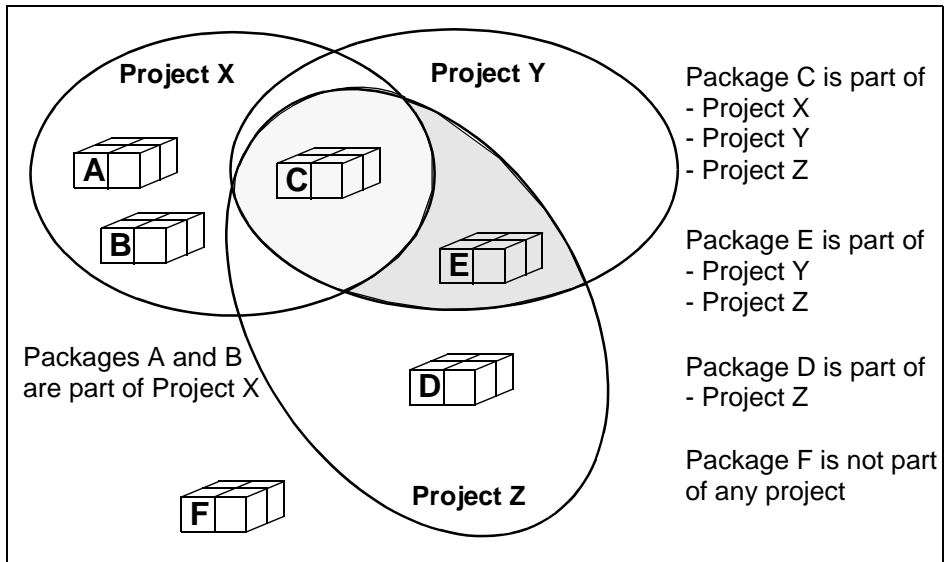 Project X
Project Y
A
B
C
E
D
F
Project Z
Packages A and B
are part of Project X
Package C is part of
- Project X
- Project Y
- Project Z
Package E is part of
- Project Y
- Project Z
Package D is part of
- Project Z
Package F is not part
of any project